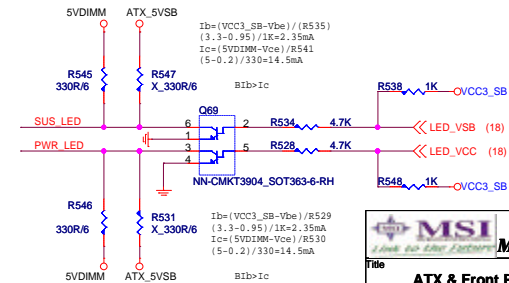 5VDIMM ATX_5VSB
Ib=(VCC3_SB-Vbe)/(R535)
(3.3-0.95)/1K=2.35mA
Ic=(5VDIMM-Vce)/R541
(5-0.2)/330=14.5mA
BIb>Ic
R545
330R/6
R547
X_330R/6
R538 1K
VCC3_SB
Q69
SUS_LED
6
1
2
R534 4.7K
LED_VSB (18)
PWR_LED
3
4
5
R528 4.7K
LED_VCC (18)
NN-CMKT3904_SOT363-6-RH
R548 1K
VCC3_SB
R546
330R/6
R531
X_330R/6
Ib=(VCC3_SB-Vbe)/R529
(3.3-0.95)/1K=2.35mA
Ic=(5VDIMM-Vce)/R530
(5-0.2)/330=14.5mA
5VDIMM ATX_5VSB
BIb>Ic
MSI
Link to the Future
M
Title
ATX & Front P